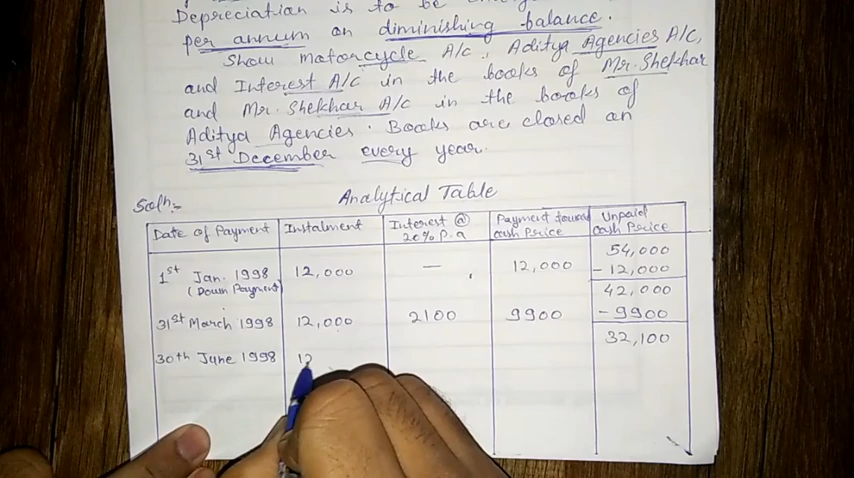 Depreciation is to be
per annum on diminishing balance.
Show Motorcycle A/c, Aditya Agencies A/C,
and Interest A/c in the books of Mr. Shekhar
and Mr. Shekhar A/c in the books of
Aditya Agencies. Books are closed on
31st December every year.
Soln:-
Analytical Table
Date of Payment Instalment Interest @ 20% P.a Payment toward Cash Price Unpaid Cash Price
54,000
1st Jan. 1998 12,000 — 12,000 - 12,000
(Down Payment) 42,000
31st March 1998 12,000 2100 9900 - 9900
32,100
30th June 1998 12